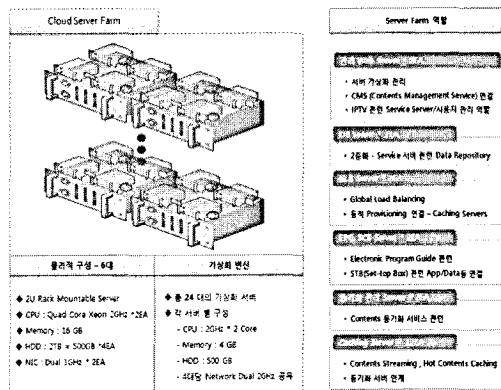 Cloud Server Farm
물리적 구성 – 6대
◆ 2U Rack Mountable Server
◆ CPU : Quad Core Xeon 2GHz *2EA
◆ Memory : 16 GB
◆ HDD : 2TB = 500GB *4EA
◆ NIC : Dual 1GHz * 2EA
가상화 변신
◆ 총 24 대의 가상화 서버
◆ 각 서버 별 구성
- CPU : 2GHz * 2 Core
- Memory : 4 GB
- HDD : 500 GB
- 4대당 Network Dual 2GHz 공유
Server Farm 역할
• 서버 가상화 관리
• CMS (Contents Management Service) 연결
• IPTV 관련 Service Server/사용자 관리 역할
• 2중화 - Service 서버 관련 Data Repository
• Global Load Balancing
• 동적 Provisioning 연결 – Caching Servers
• Electronic Program Guide 관련
• STB(Set-top Box) 관련 App/Data등 연결
• Contents 동기화 서비스 관련
• Contents Streaming , Hot Contents Caching
• 동기화 서버 연계